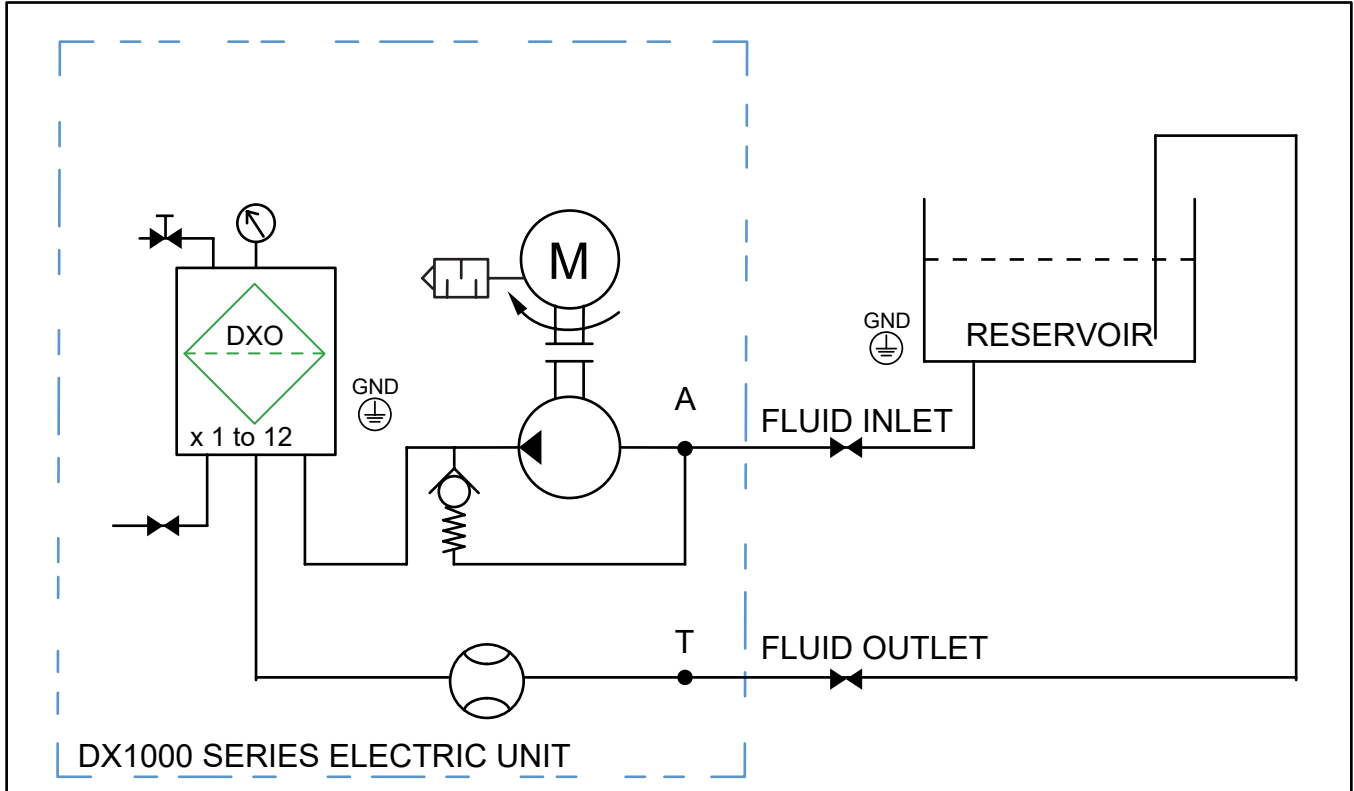 M
DXO
GND
RESERVOIR
GND
x 1 to 12
A
FLUID INLET
T
FLUID OUTLET
DX1000 SERIES ELECTRIC UNIT